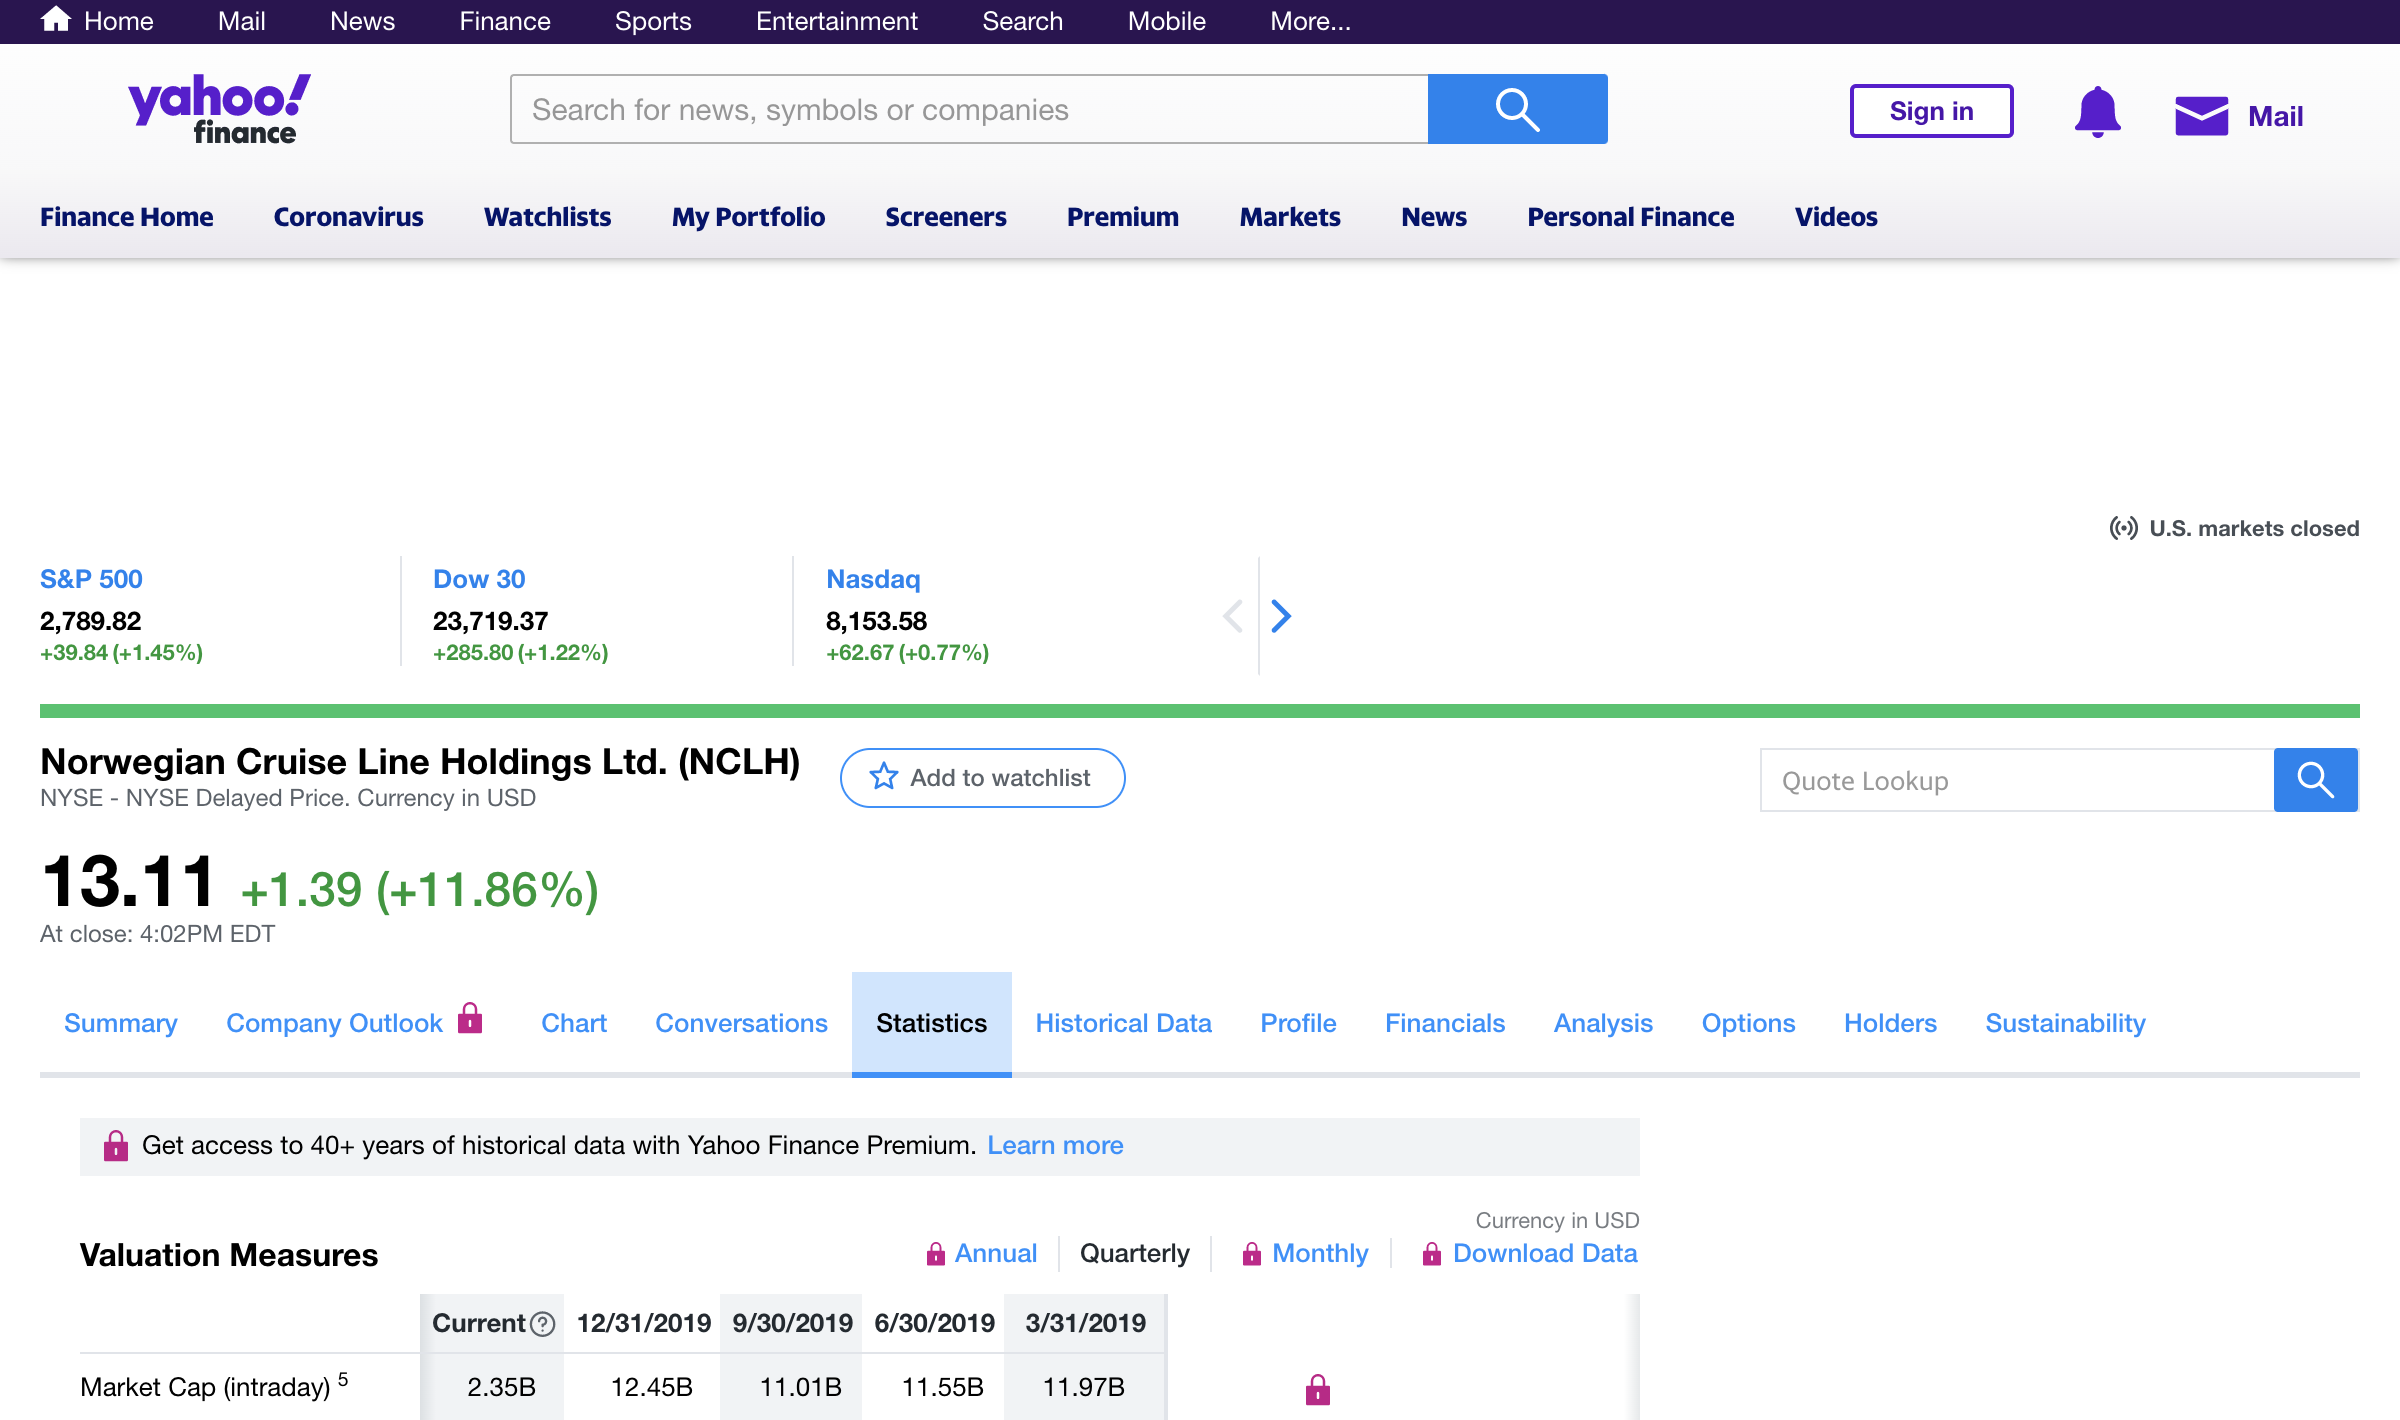 Home Mail News Finance Sports Entertainment Search Mobile More...
yahoo!
finance
Search for news, symbols or companies
Sign in
Mail
Finance Home Coronavirus Watchlists My Portfolio Screeners Premium Markets News Personal Finance Videos
U.S. markets closed
S&P 500
2,789.82
+39.84 (+1.45%)
Dow 30
23,719.37
+285.80 (+1.22%)
Nasdaq
8,153.58
+62.67 (+0.77%)
Norwegian Cruise Line Holdings Ltd. (NCLH)
NYSE - NYSE Delayed Price. Currency in USD
Add to watchlist
Quote Lookup
13.11 +1.39 (+11.86%)
At close: 4:02PM EDT
Summary Company Outlook Chart Conversations Statistics Historical Data Profile Financials Analysis Options Holders Sustainability
Get access to 40+ years of historical data with Yahoo Finance Premium. Learn more
Currency in USD
Valuation Measures Annual Quarterly Monthly Download Data
Current ? 12/31/2019 9/30/2019 6/30/2019 3/31/2019
Market Cap (intraday) 5 2.35B 12.45B 11.01B 11.55B 11.97B